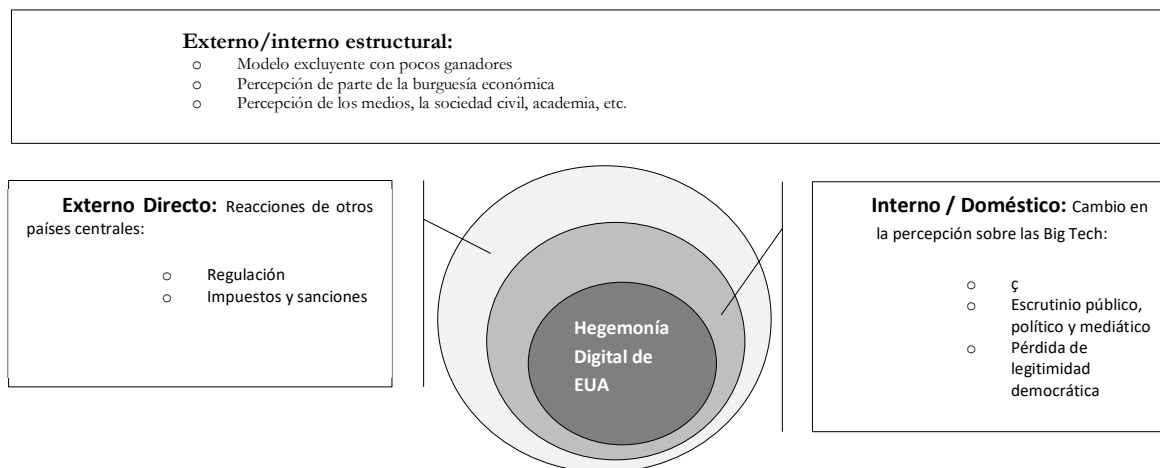 Externo/interno estructural:
o Modelo excluyente con pocos ganadores
o Percepción de parte de la burguesía económica
o Percepción de los medios, la sociedad civil, academia, etc.
Externo Directo: Reacciones de otros
países centrales:
o Regulación
o Impuestos y sanciones
Hegemonía
Digital de
EUA
Interno / Doméstico: Cambio en
la percepción sobre las Big Tech:
o ç
o Escrutinio público,
político y mediático
o Pérdida de
legitimidad
democrática